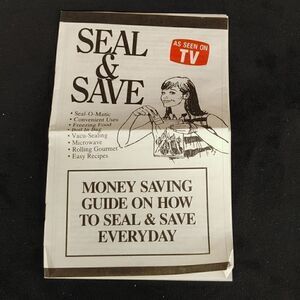 SEAL
&
SAVE
AS SEEN ON
TV
• Seal-O-Matic
• Convenient Uses
• Freezing Food
• Boil In Bag
• Vacu-Sealing
• Microwave
• Rolling Gourmet
• Easy Recipes
MONEY SAVING
GUIDE ON HOW
TO SEAL & SAVE
EVERYDAY